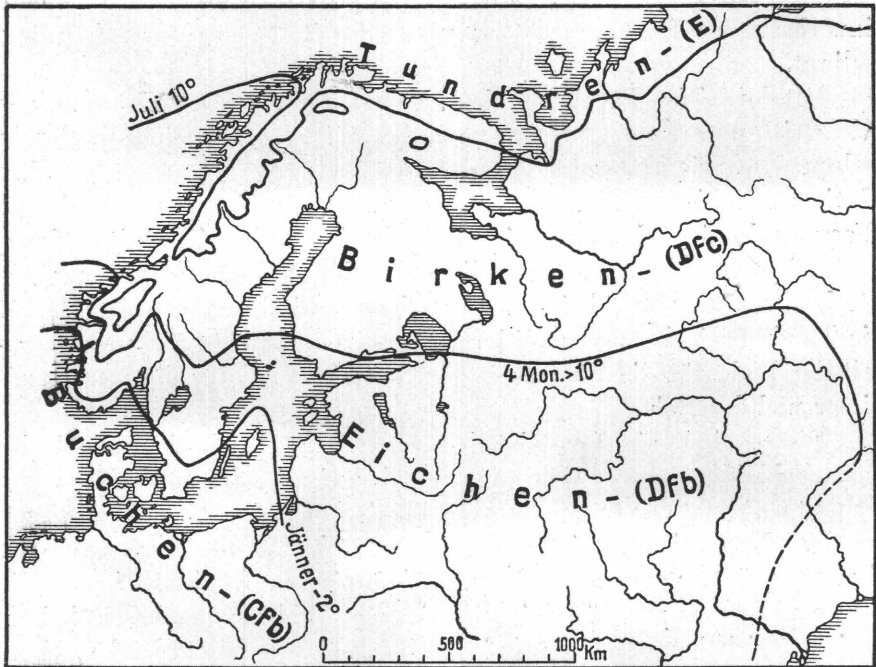 Tundren-(E)
Juli 10°
Birken-(Dfc)
4 Mon.>10°
Buchen-(Cfb)
Eichen-(Dfb)
Jänner-2°
0 500 1000 Km